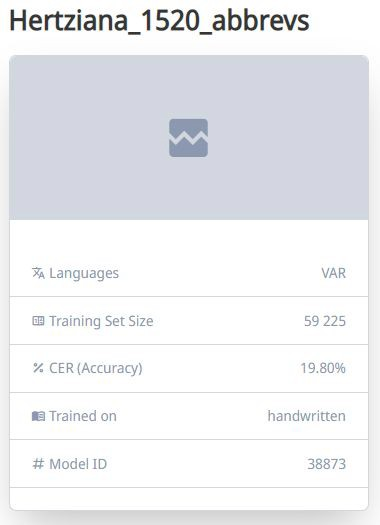 Hertziana_1520_abbrevs
Languages VAR
Training Set Size 59 225
CER (Accuracy) 19.80%
Trained on handwritten
Model ID 38873